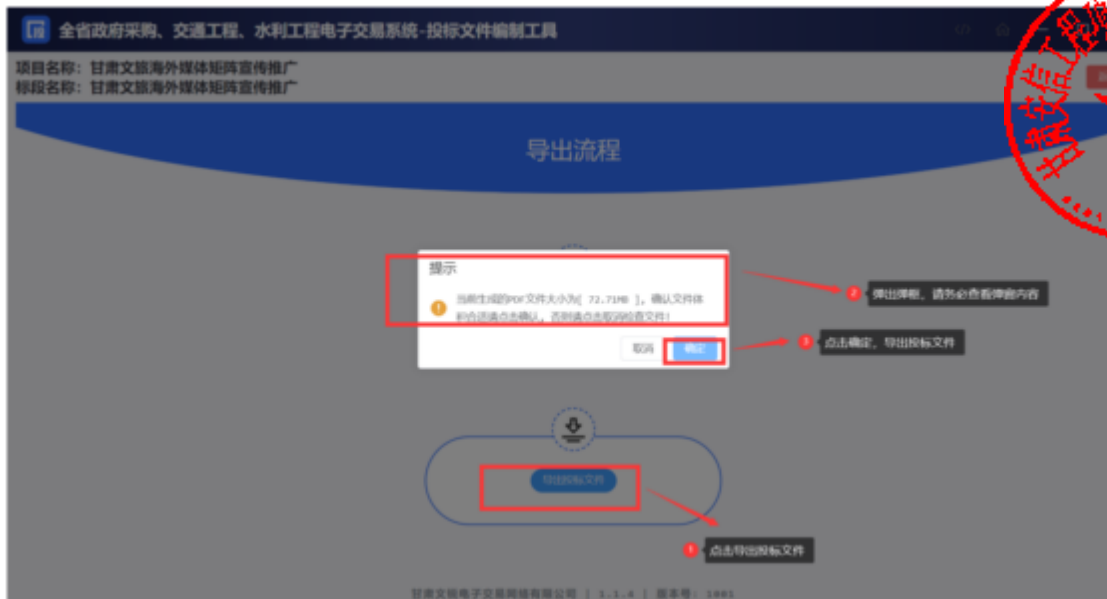 全省政府采购、交通工程、水利工程电子交易系统-投标文件编制工具
项目名称：甘肃文旅海外媒体矩阵宣传推广
标段名称：甘肃文旅海外媒体矩阵宣传推广
导出流程
提示
当前生成的PDF文件大小为[ 72.71MB ]，确认文件体
积合适请点击确认，否则请点击取消检查文件！
取消 确定
2 弹出弹框，请务必查看弹窗内容
3 点击确定，导出投标文件
导出投标文件
1 点击导出投标文件
甘肃文锐电子交易网络有限公司 | 1.1.4 | 版本号：1001
甘肃安信工程